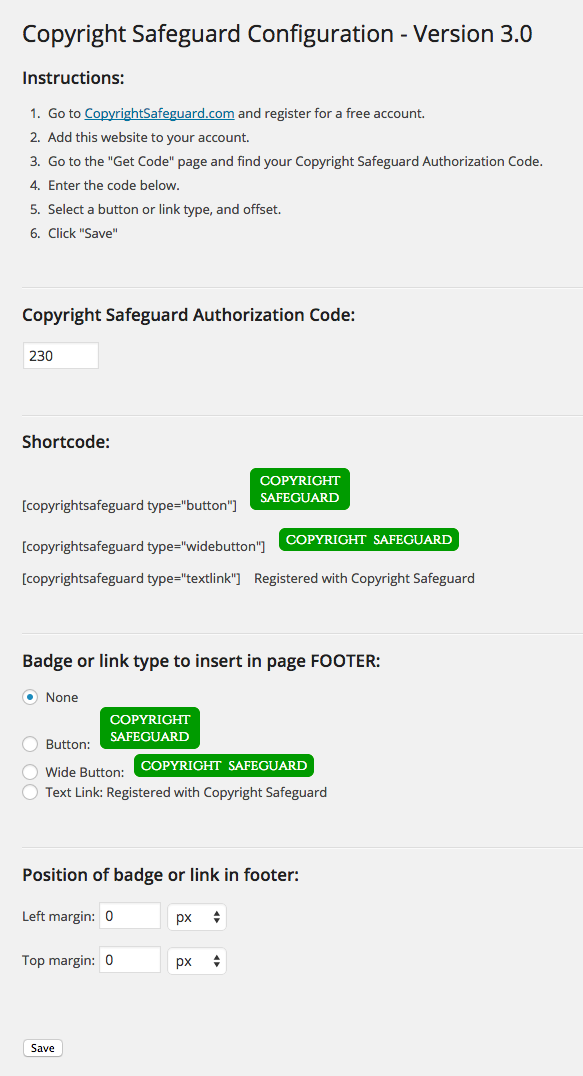 Copyright Safeguard Configuration - Version 3.0
Instructions:
1. Go to CopyrightSafeguard.com and register for a free account.
2. Add this website to your account.
3. Go to the "Get Code" page and find your Copyright Safeguard Authorization Code.
4. Enter the code below.
5. Select a button or link type, and offset.
6. Click "Save"
Copyright Safeguard Authorization Code:
230
Shortcode:
[copyrightsafeguard type="button"] COPYRIGHT
SAFEGUARD
[copyrightsafeguard type="widebutton"] COPYRIGHT SAFEGUARD
[copyrightsafeguard type="textlink"] Registered with Copyright Safeguard
Badge or link type to insert in page FOOTER:
None
Button: COPYRIGHT
SAFEGUARD
Wide Button: COPYRIGHT SAFEGUARD
Text Link: Registered with Copyright Safeguard
Position of badge or link in footer:
Left margin: 0 px
Top margin: 0 px
Save